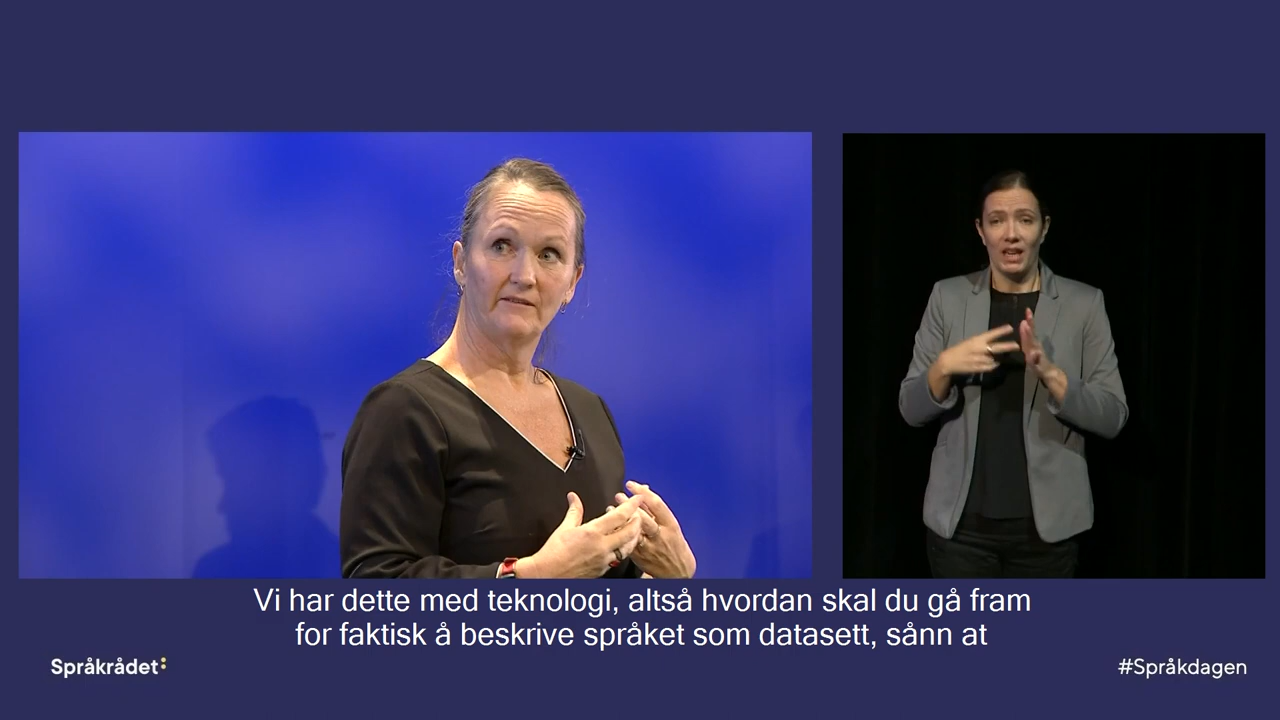 Vi har dette med teknologi, altså hvordan skal du gå fram
for faktisk å beskrive språket som datasett, sånn at
Språkrådet:
#Språkdagen